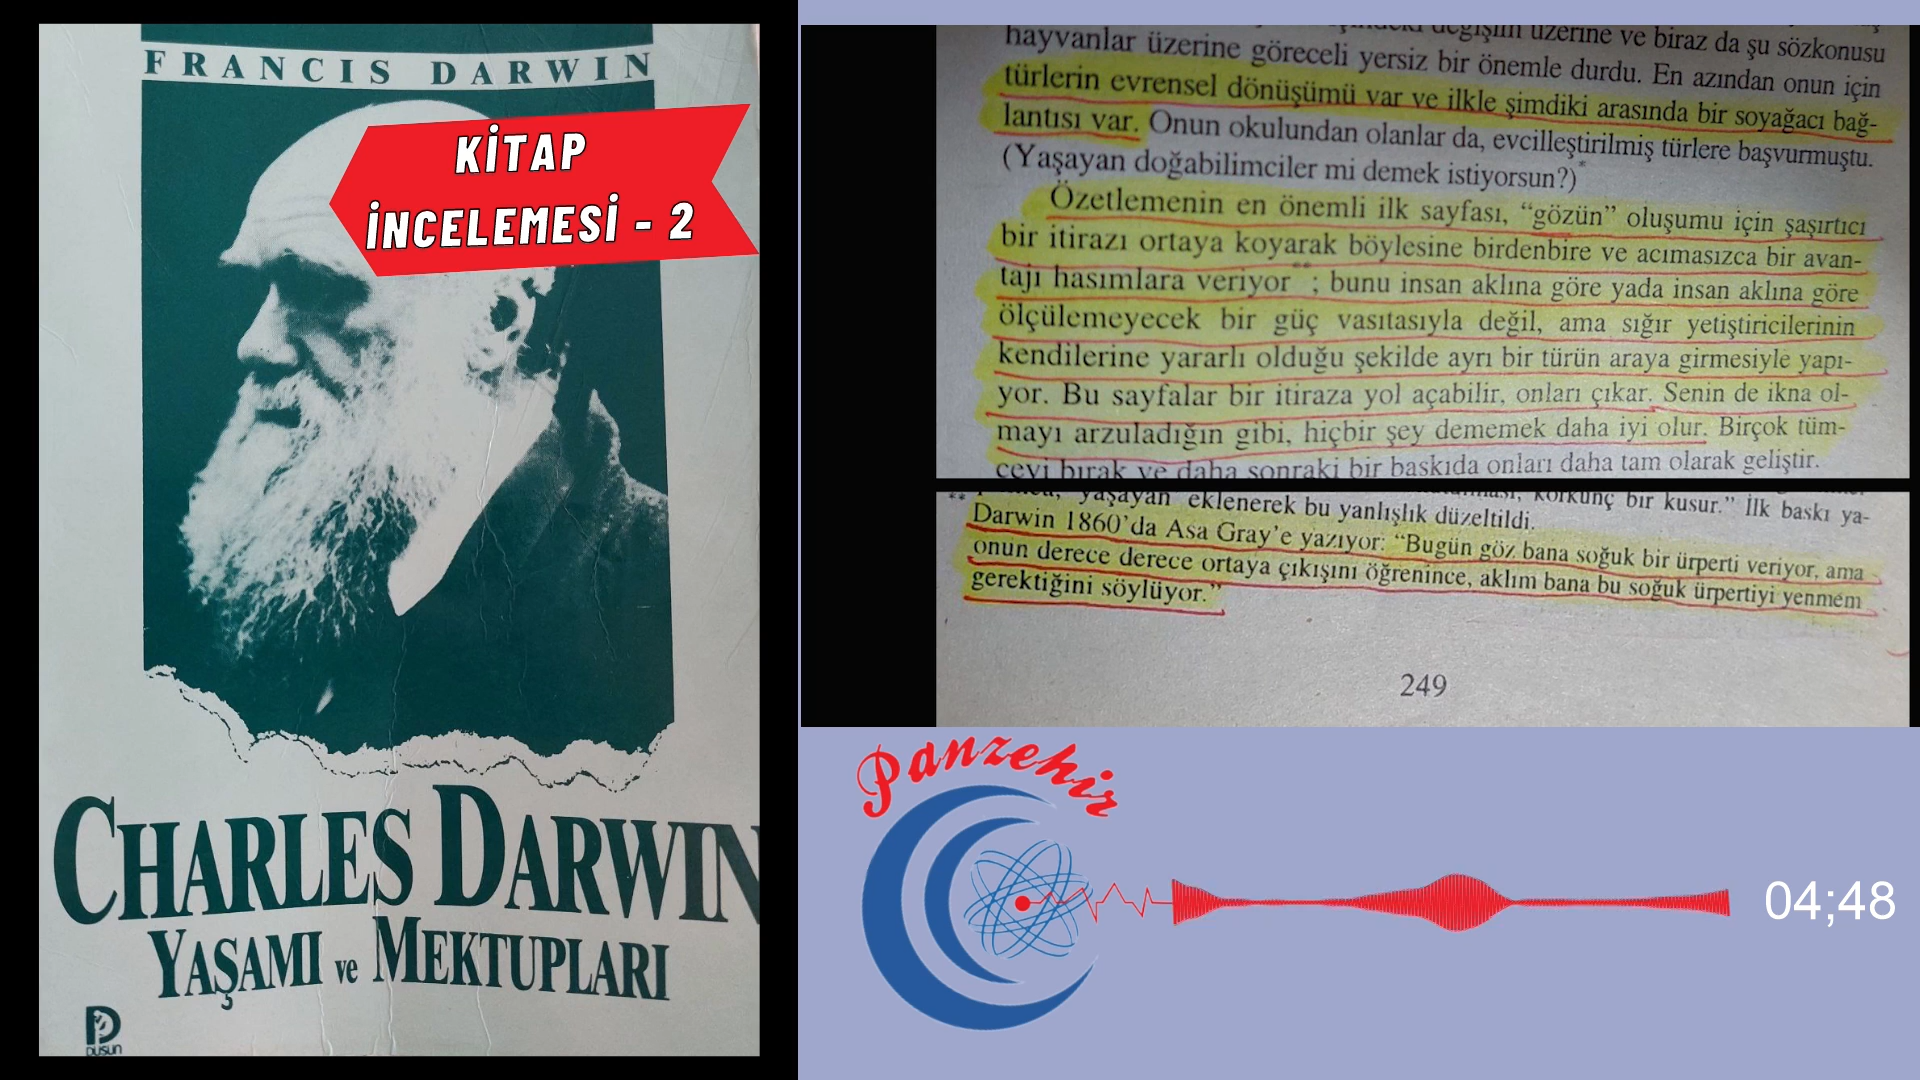 FRANCIS DARWIN
KİTAP
İNCELEMESİ - 2
CHARLES DARWIN
YAŞAMI ve MEKTUPLARI
DÜŞÜN
değişim üzerine ve biraz da şu sözkonusu
hayvanlar üzerine göreceli yersiz bir önemle durdu. En azından onun için
türlerin evrensel dönüşümü var ve ilkle şimdiki arasında bir soyağacı bağ-
lantısı var. Onun okulundan olanlar da, evcilleştirilmiş türlere başvurmuştu.
(Yaşayan doğabilimciler mi demek istiyorsun?)*
Özetlemenin en önemli ilk sayfası, “gözün” oluşumu için şaşırtıcı
bir itirazı ortaya koyarak böylesine birdenbire ve acımasızca bir avan-
tajı hasımlara veriyor**; bunu insan aklına göre yada insan aklına göre
ölçülemeyecek bir güç vasıtasıyla değil, ama sığır yetiştiricilerinin
kendilerine yararlı olduğu şekilde ayrı bir türün araya girmesiyle yapı-
yor. Bu sayfalar bir itiraza yol açabilir, onları çıkar. Senin de ikna ol-
mayı arzuladığın gibi, hiçbir şey dememek daha iyi olur. Birçok tüm-
ceyi bırak ve daha sonraki bir baskıda onları daha tam olarak geliştir.
korkunç bir kusur.” İlk baskı ya-
“yaşayan” eklenerek bu yanlışlık düzeltildi.
** Darwin 1860’da Asa Gray’e yazıyor: “Bugün göz bana soğuk bir ürperti veriyor, ama
onun derece derece ortaya çıkışını öğrenince, aklım bana bu soğuk ürpertiyi yenmem
gerektiğini söylüyor.”
249
Panzehir
04;48